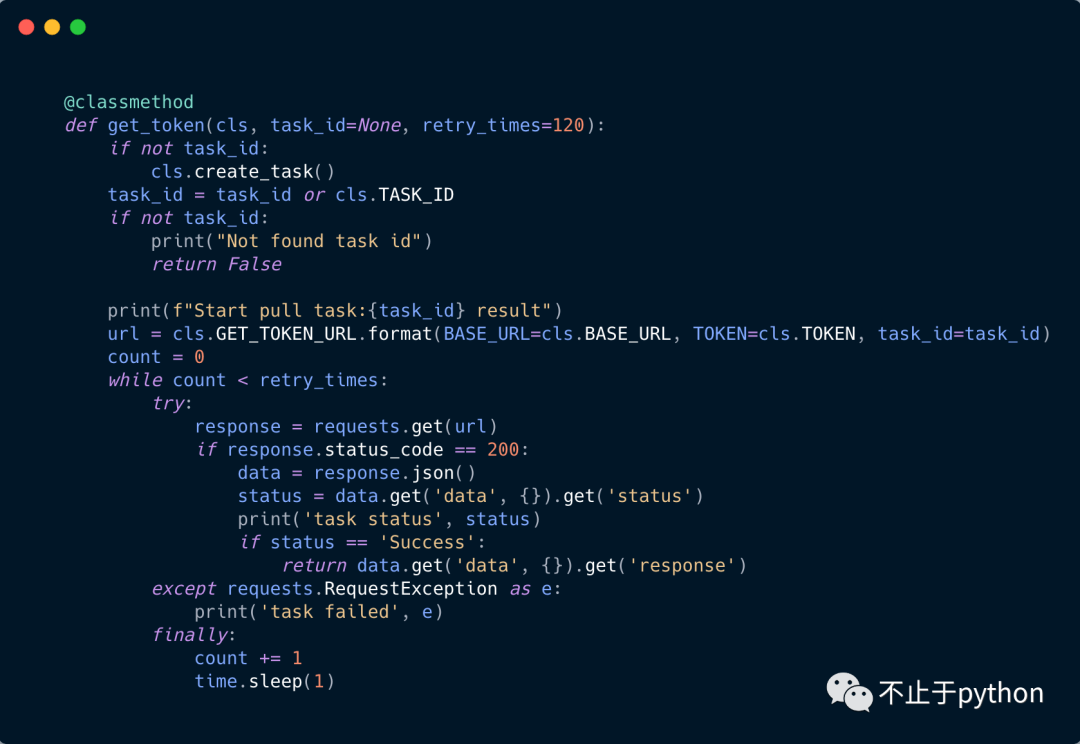 @classmethod
def get_token(cls, task_id=None, retry_times=120):
    if not task_id:
        cls.create_task()
    task_id = task_id or cls.TASK_ID
    if not task_id:
        print("Not found task id")
        return False

    print(f"Start pull task:{task_id} result")
    url = cls.GET_TOKEN_URL.format(BASE_URL=cls.BASE_URL, TOKEN=cls.TOKEN, task_id=task_id)
    count = 0
    while count < retry_times:
        try:
            response = requests.get(url)
            if response.status_code == 200:
                data = response.json()
                status = data.get('data', {}).get('status')
                print('task status', status)
                if status == 'Success':
                    return data.get('data', {}).get('response')
        except requests.RequestException as e:
            print('task failed', e)
        finally:
            count += 1
            time.sleep(1)
不止于python